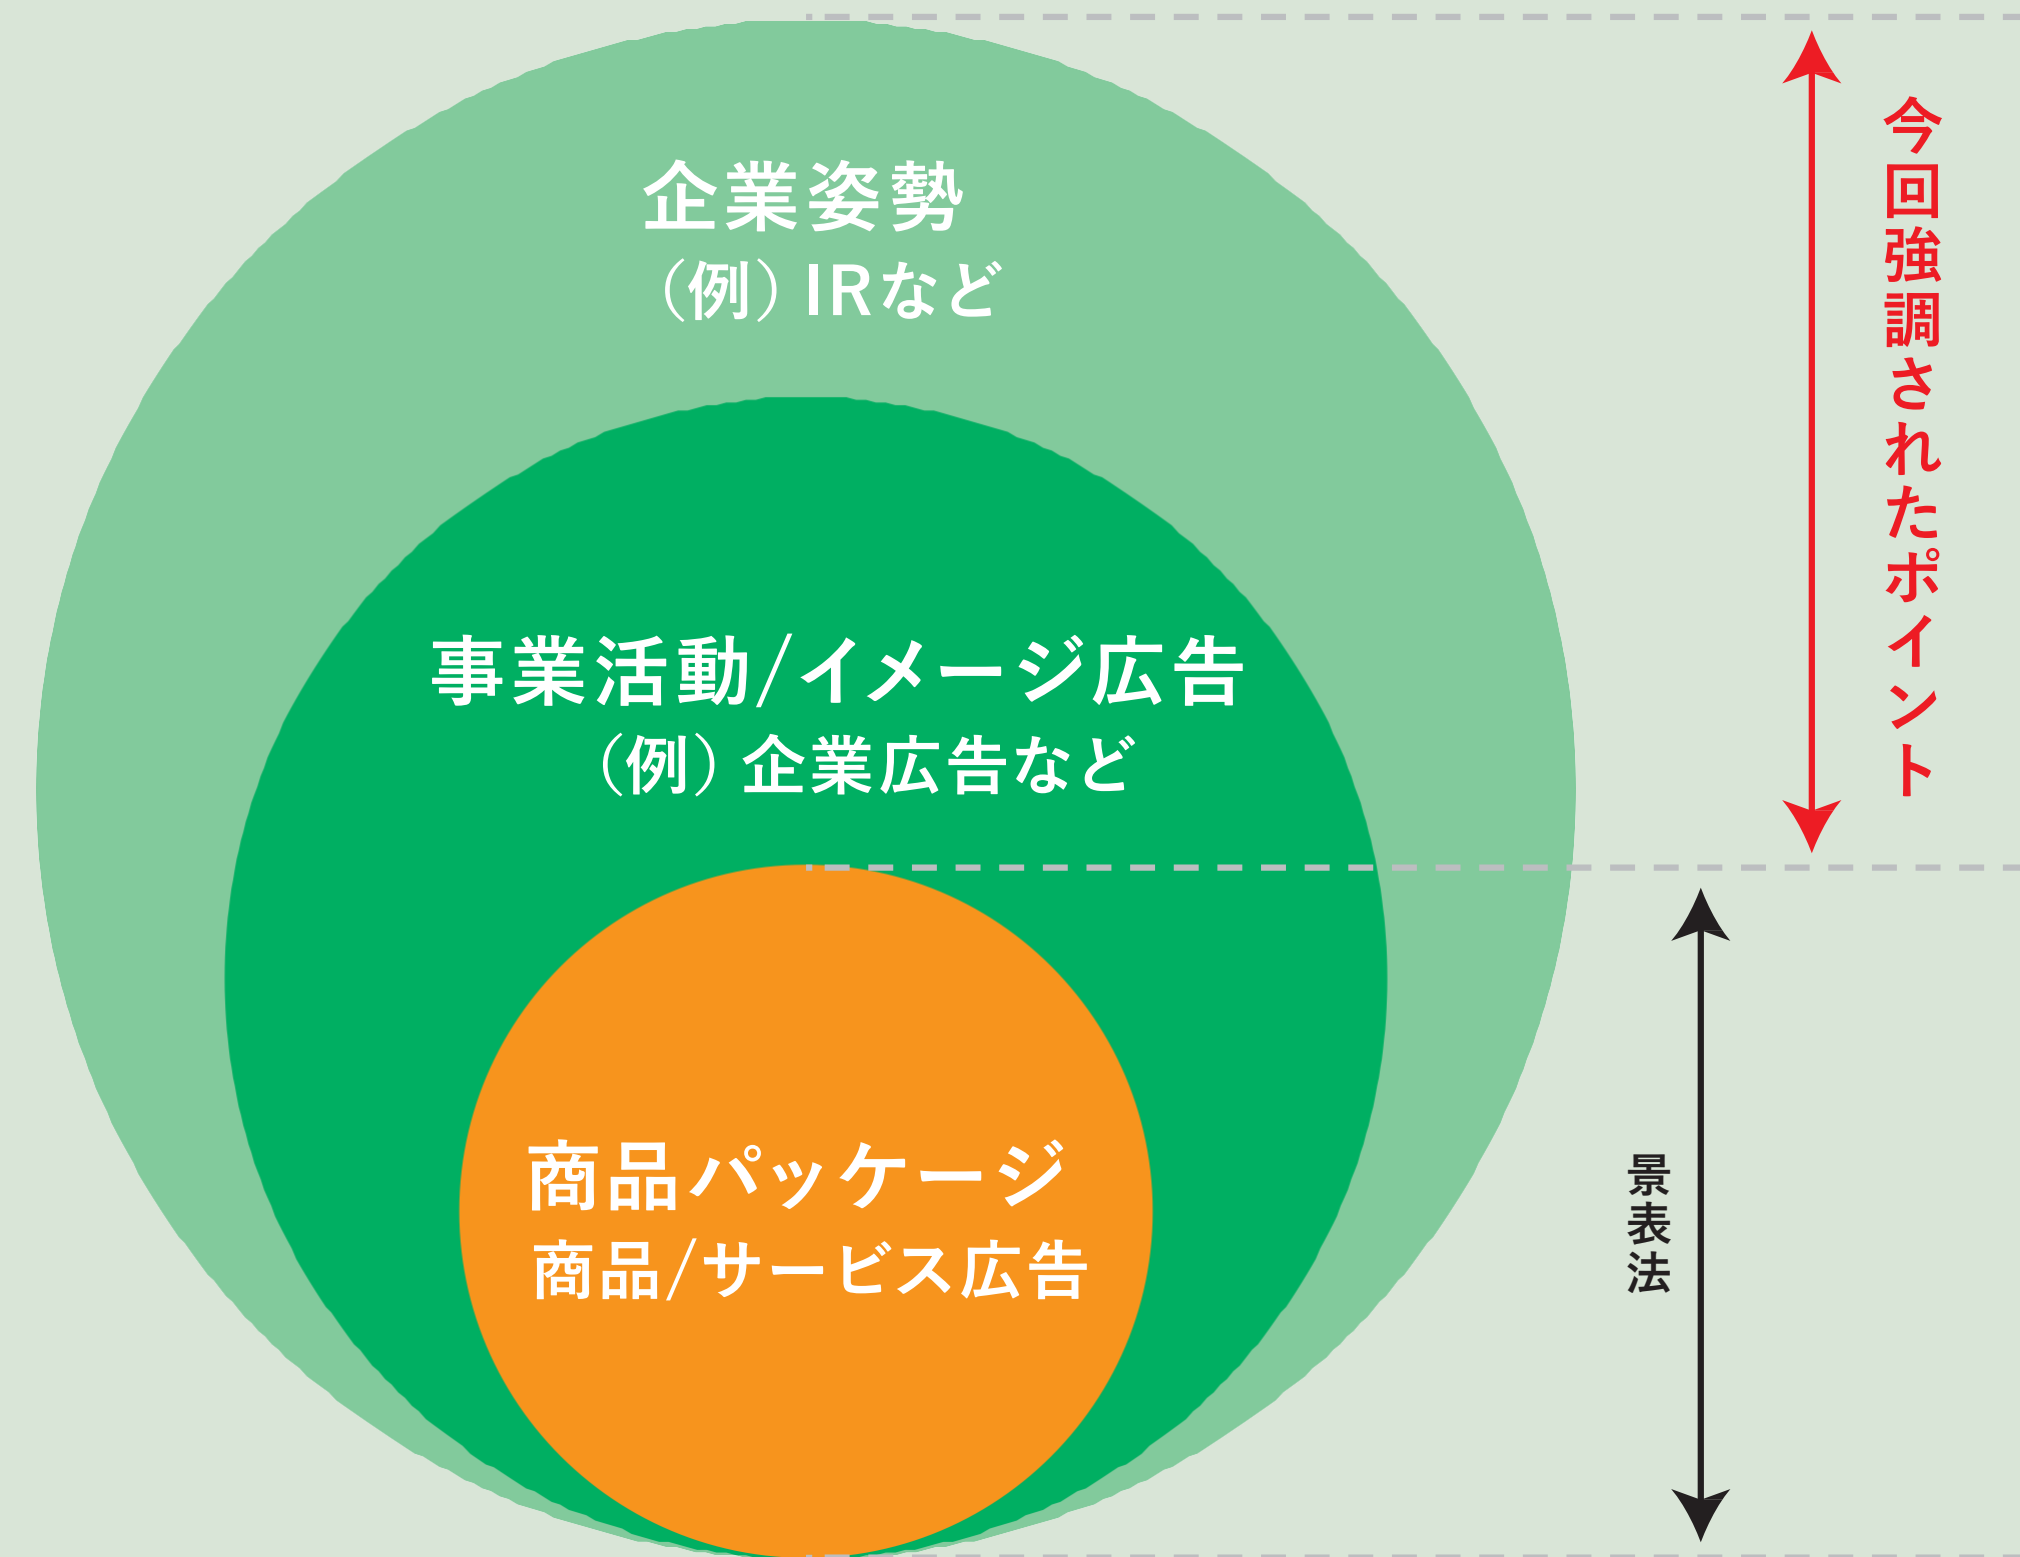 企業姿勢
（例）IRなど
事業活動/イメージ広告
（例）企業広告など
商品パッケージ
商品/サービス広告
今回強調されたポイント
景表法